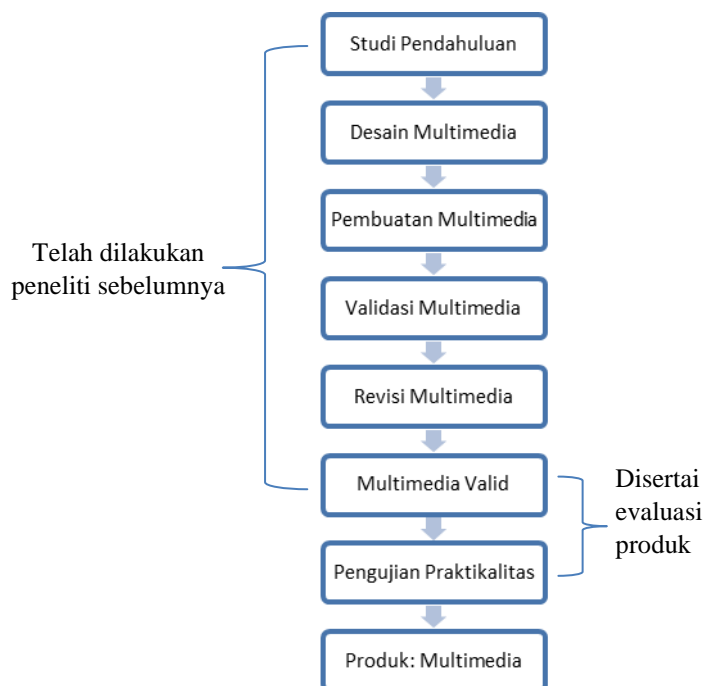 Studi Pendahuluan
Desain Multimedia
Pembuatan Multimedia
Telah dilakukan
peneliti sebelumnya
Validasi Multimedia
Revisi Multimedia
Multimedia Valid
Disertai
evaluasi
produk
Pengujian Praktikalitas
Produk: Multimedia